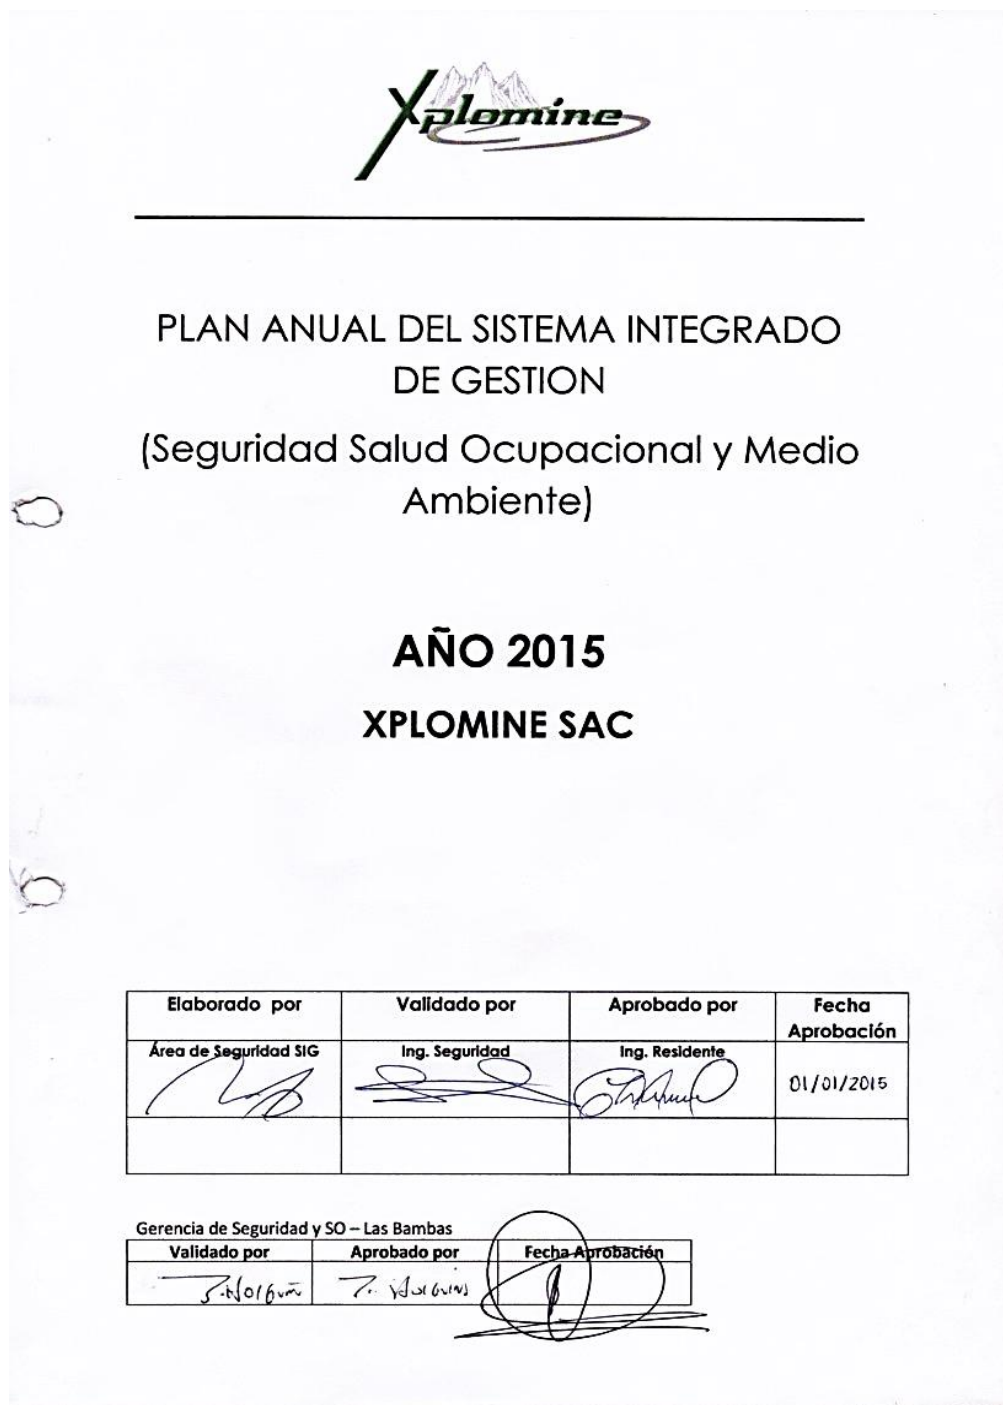 Xplomine
PLAN ANUAL DEL SISTEMA INTEGRADO
DE GESTION
(Seguridad Salud Ocupacional y Medio
Ambiente)
AÑO 2015
XPLOMINE SAC
Elaborado por Validado por Aprobado por Fecha
Aprobación
Área de Seguridad SIG Ing. Seguridad Ing. Residente
01/01/2015
Gerencia de Seguridad y SO – Las Bambas
Validado por Aprobado por Fecha Aprobación